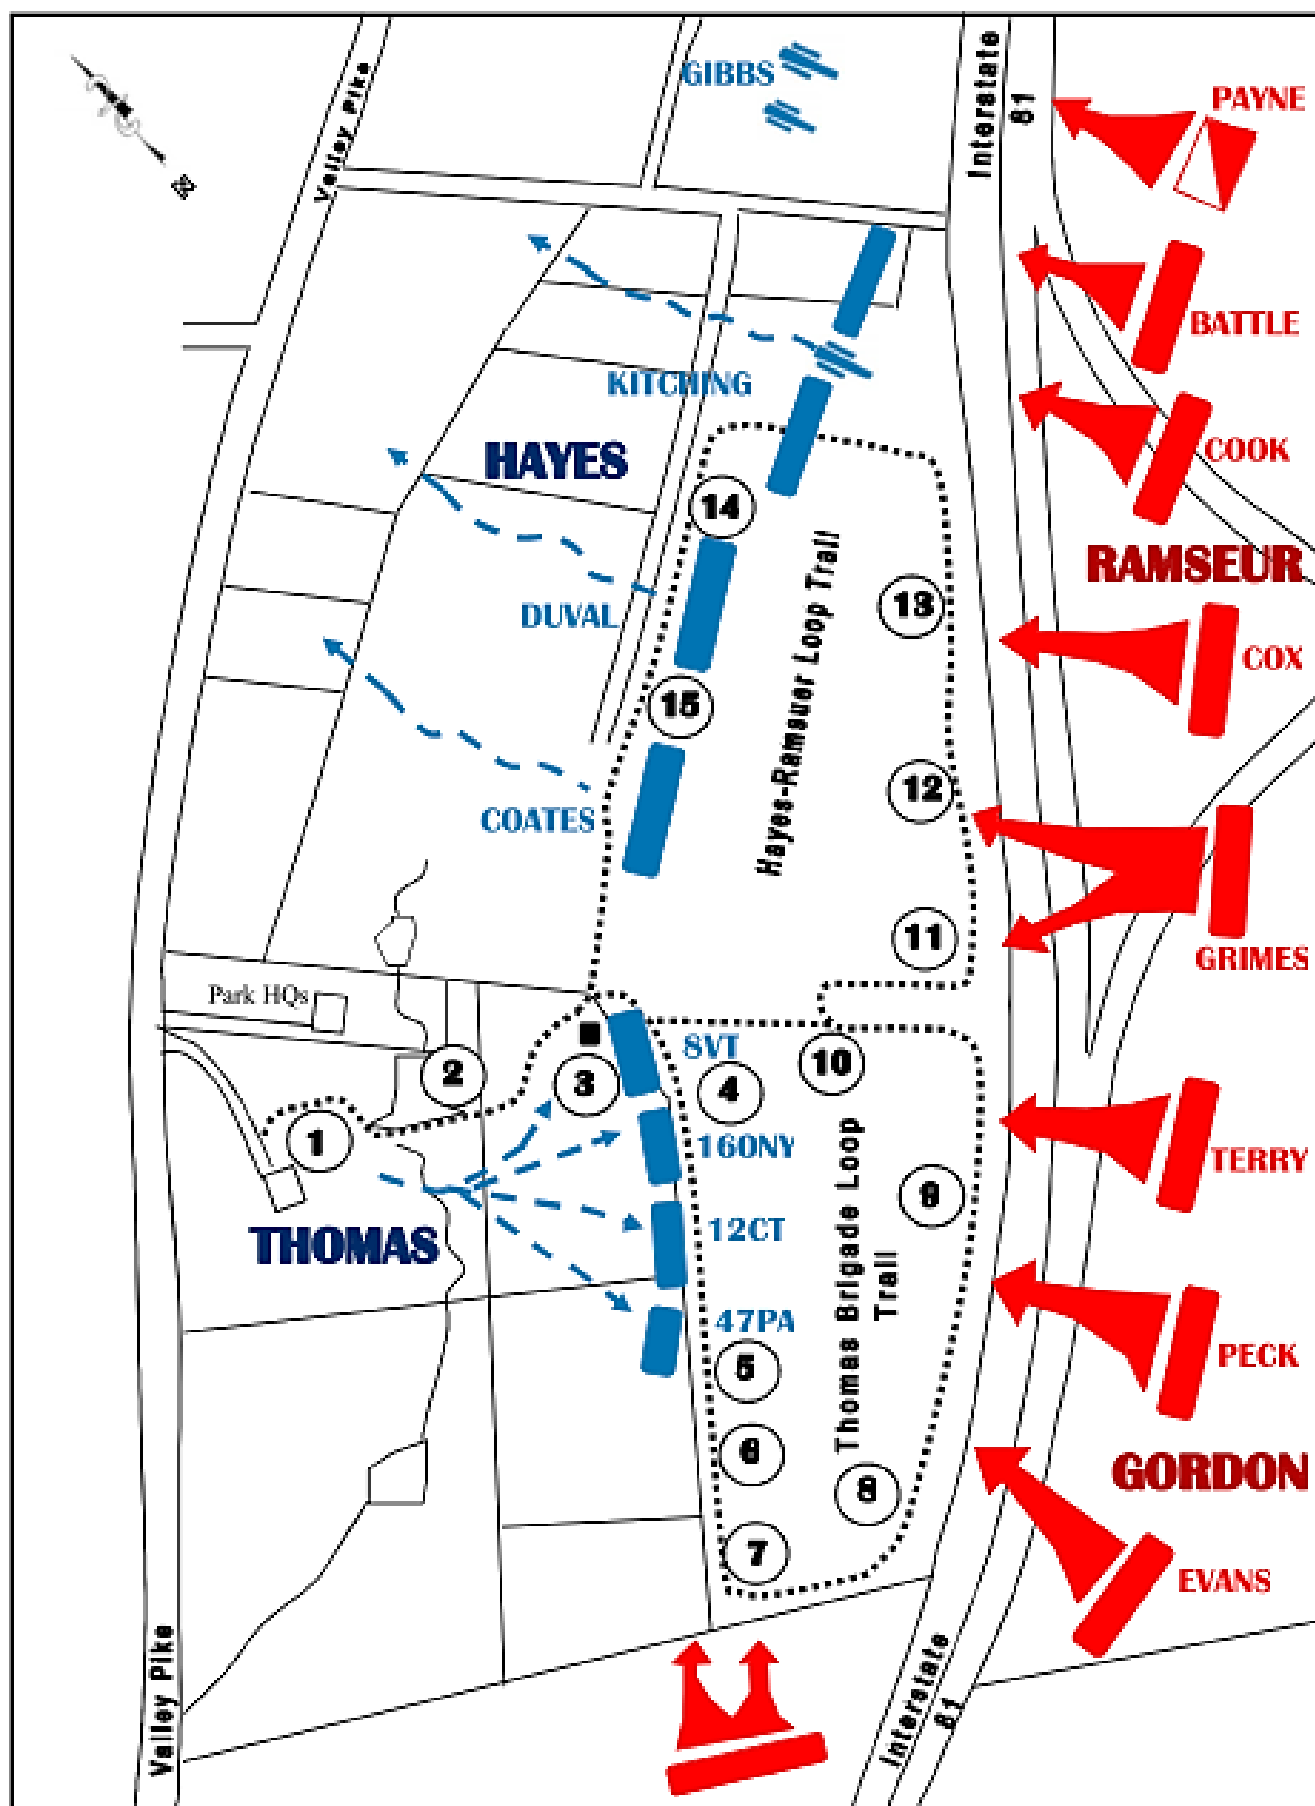 GIBBS
PAYNE
Interstate
81
Valley Pike
BATTLE
KITCHING
HAYES
COOK
14
RAMSEUR
13
DUVAL
COX
15
Hayes-Ramsuer Loop Trail
12
COATES
11
GRIMES
Park HQs
8VT
10
2
3
4
1
160NY
TERRY
9
12CT
THOMAS
47PA
Thomas Brigade Loop
Trail
PECK
5
6
GORDON
8
7
EVANS
Valley Pike
Interstate
81